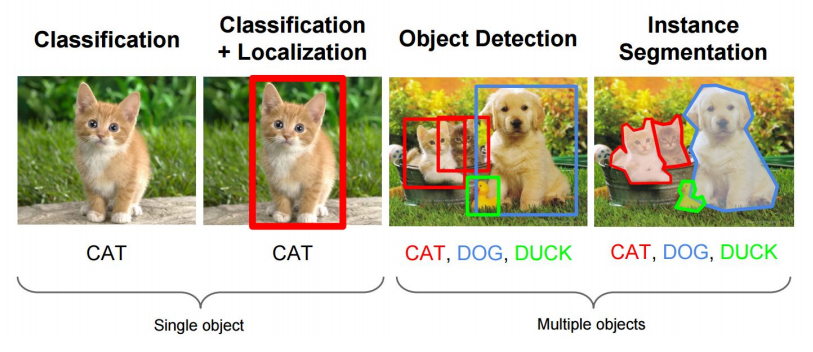 Classification
Classification
+ Localization
Object Detection
Instance
Segmentation
CAT
CAT
CAT, DOG, DUCK
CAT, DOG, DUCK
Single object
Multiple objects